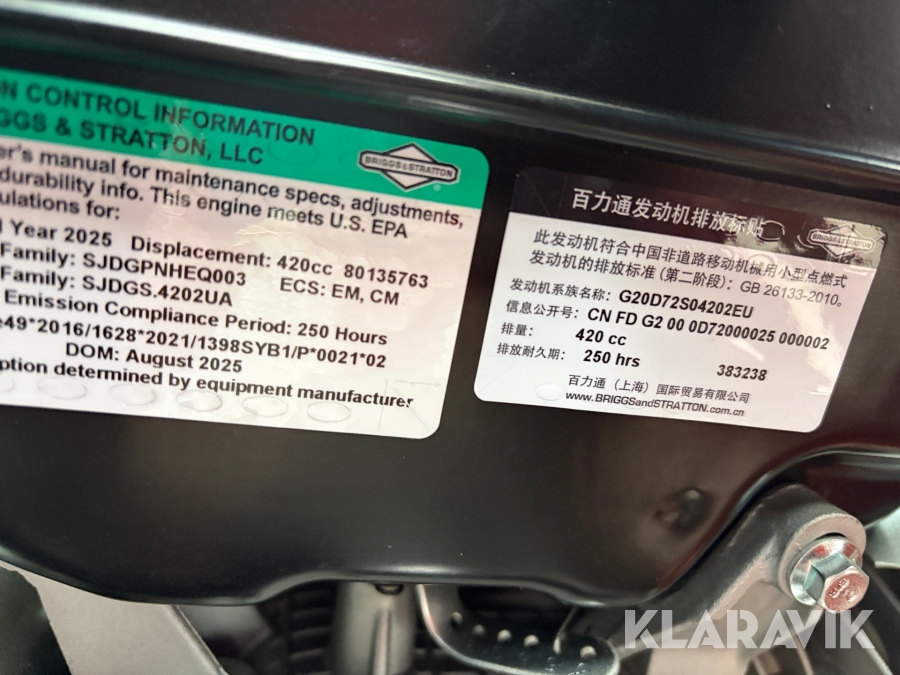 ON CONTROL INFORMATION
GGS & STRATTON, LLC
BRIGGS&STRATTON
er's manual for maintenance specs, adjustments,
durability info. This engine meets U.S. EPA
ulations for:
l Year 2025 Displacement: 420cc 80135763
Family: SJDGPNHEQ003 ECS: EM, CM
Family: SJDGS.4202UA
Emission Compliance Period: 250 Hours
e49*2016/1628*2021/1398SYB1/P*0021*02
DOM: August 2025
ption determined by equipment manufacturer
百力通发动机排放标贴
BRIGGS&STRATTON
此发动机符合中国非道路移动机械用小型点燃式
发动机的排放标准（第二阶段）：GB 26133-2010。
发动机系族名称：G20D72S04202EU
信息公开号：CN FD G2 00 0D72000025 000002
排量： 420 cc
排放耐久期： 250 hrs 383238
百力通（上海）国际贸易有限公司
www.BRIGGSandSTRATTON.com.cn
KLARAVIK